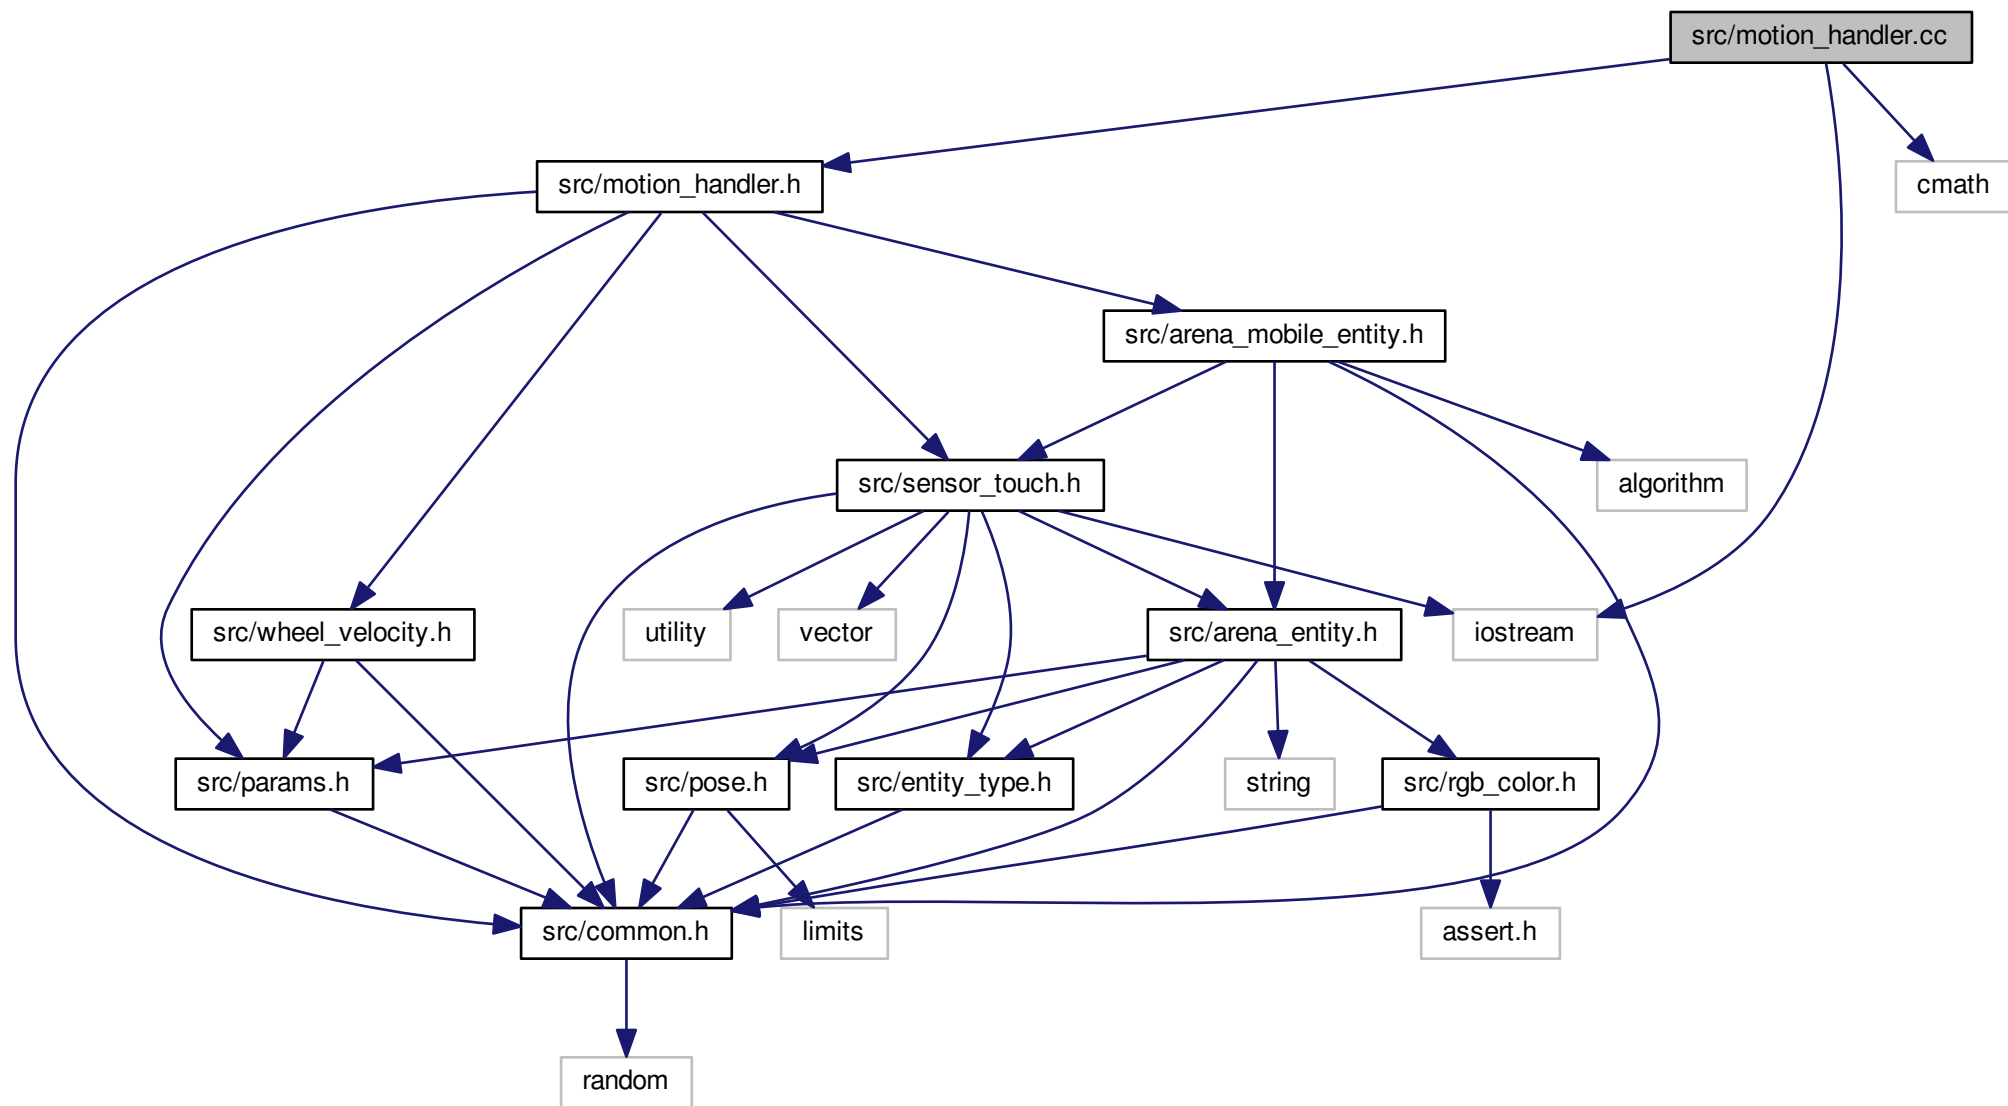 src/motion_handler.cc
src/motion_handler.h
cmath
src/arena_mobile_entity.h
src/sensor_touch.h
algorithm
src/wheel_velocity.h
utility
vector
src/arena_entity.h
iostream
src/params.h
src/pose.h
src/entity_type.h
string
src/rgb_color.h
src/common.h
limits
assert.h
random